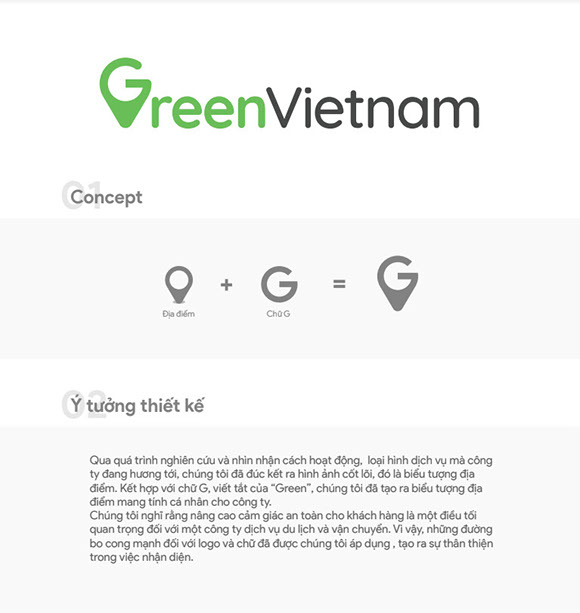 GreenVietnam
01
Concept
+ G = G
Địa điểm
Chữ G
02
Ý tưởng thiết kế
Qua quá trình nghiên cứu và nhìn nhận cách hoạt động, loại hình dịch vụ mà công
ty đang hương tới, chúng tôi đã đúc kết ra hình ảnh cốt lõi, đó là biểu tượng địa
điểm. Kết hợp với chữ G, viết tắt của “Green”, chúng tôi đã tạo ra biểu tượng địa
điểm mang tính cá nhân cho công ty.
Chúng tôi nghĩ rằng nâng cao cảm giác an toàn cho khách hàng là một điều tối
quan trọng đối với một công ty dịch vụ du lịch và vận chuyển. Vì vậy, những đường
bo cong mạnh đối với logo và chữ đã được chúng tôi áp dụng , tạo ra sự thân thiện
trong việc nhận diện.